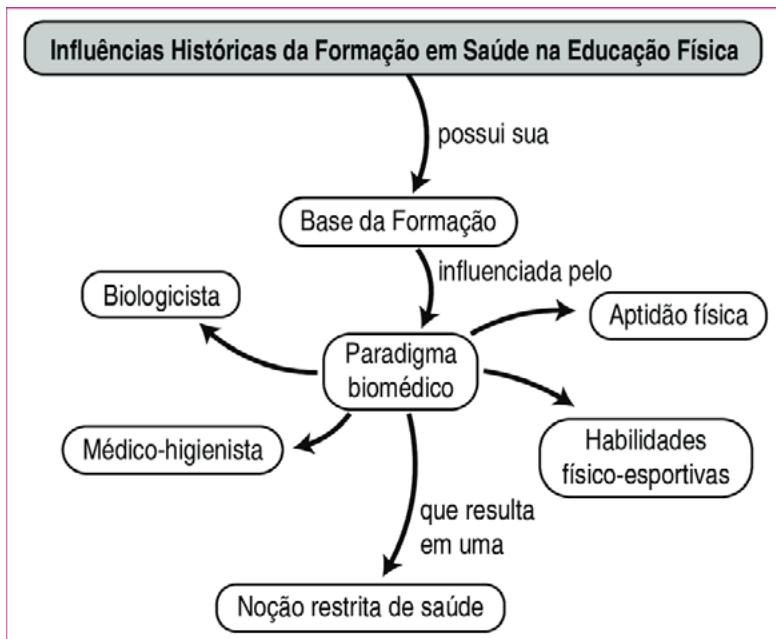 Influências Históricas da Formação em Saúde na Educação Física
possui sua
Base da Formação
influenciada pelo
Biologicista
Aptidão física
Paradigma
biomédico
Médico-higienista
Habilidades
físico-esportivas
que resulta
em uma
Noção restrita de saúde